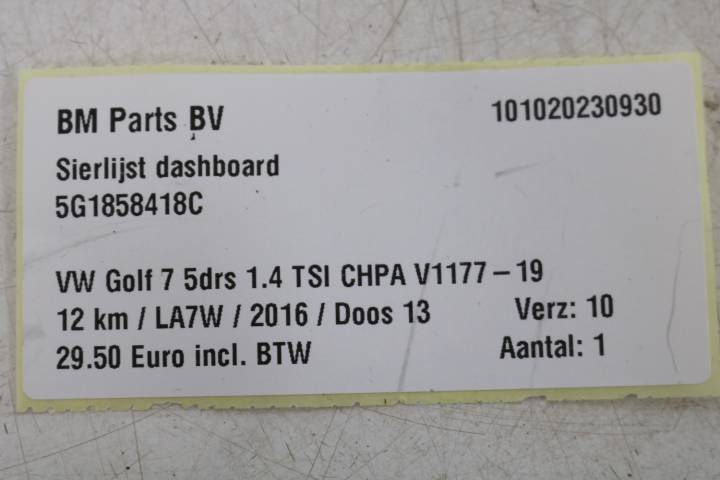 BM Parts BV 101020230930
Sierlijst dashboard
5G1858418C
VW Golf 7 5drs 1.4 TSI CHPA V1177-19
12 km / LA7W / 2016 / Doos 13 Verz: 10
29.50 Euro incl. BTW Aantal: 1